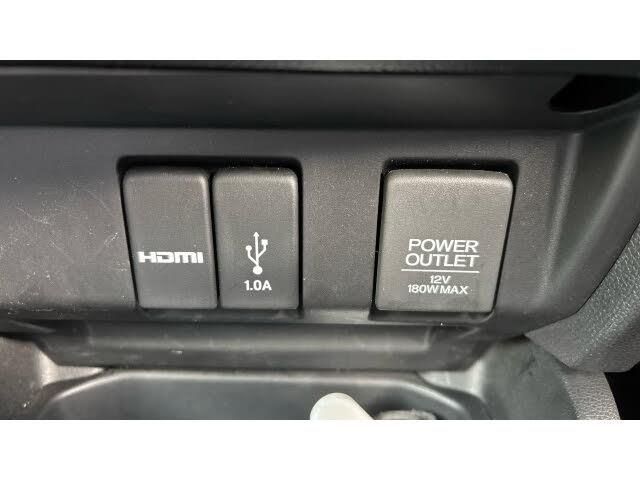 HDMI
1.0A
POWER
OUTLET
12V
180W MAX